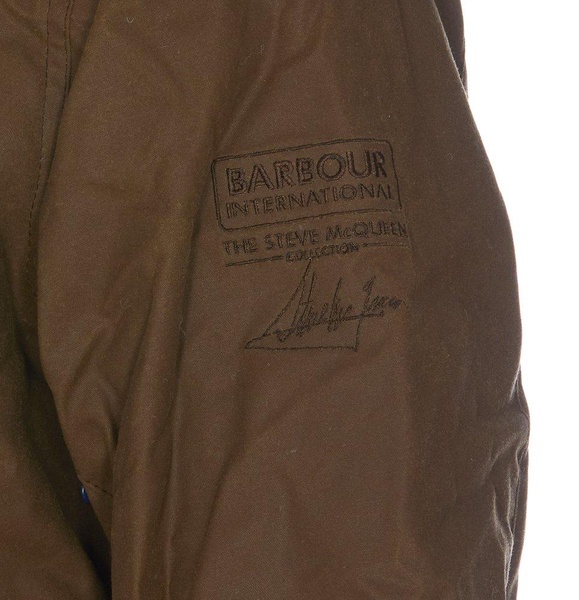 BARBOUR
INTERNATIONAL
THE STEVE McQUEEN
COLLECTION